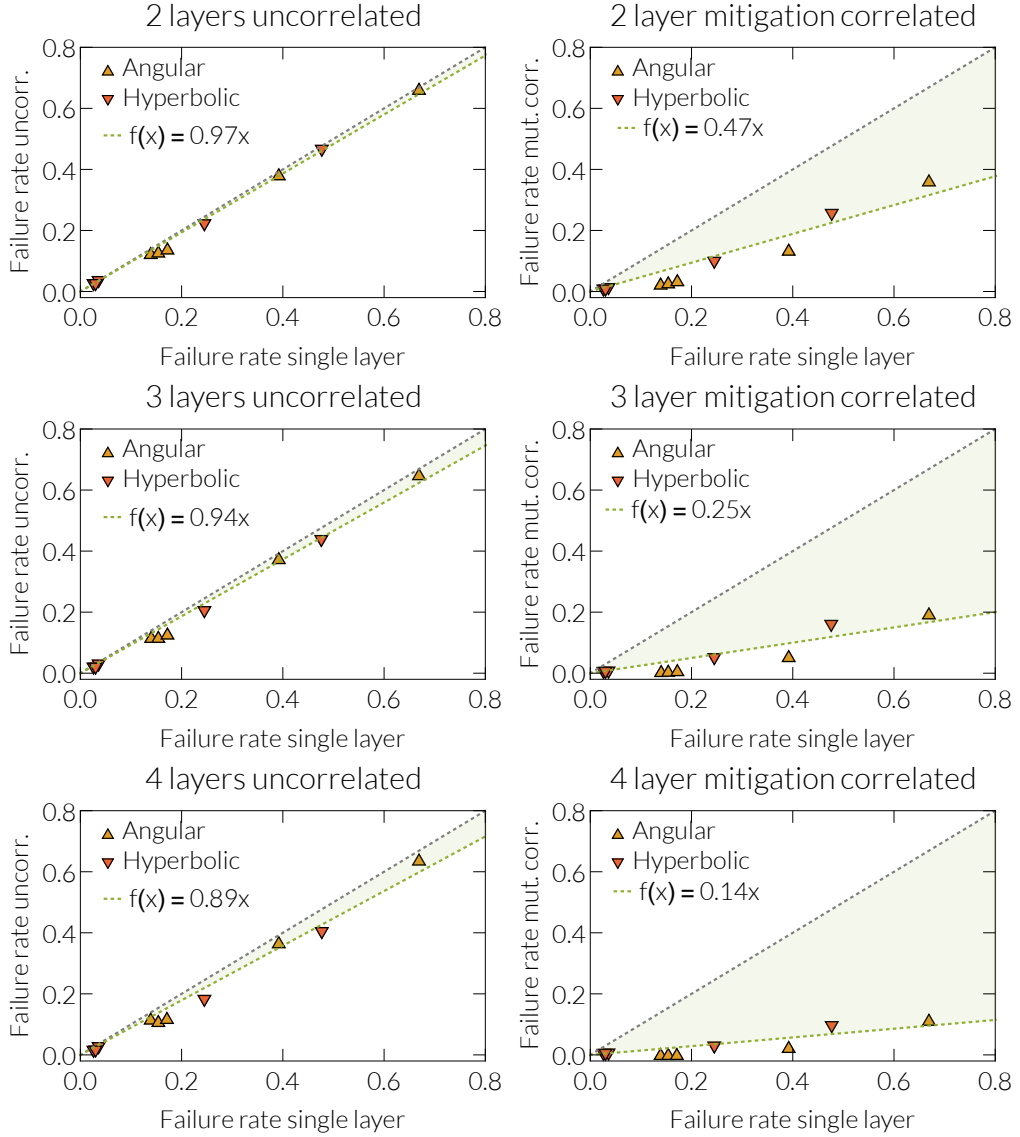 2 layers uncorrelated
Failure rate uncorr.
0.8
0.6
0.4
0.2
0.0
Angular
Hyperbolic
f(x) = 0.97x
0.0 0.2 0.4 0.6 0.8
Failure rate single layer
2 layer mitigation correlated
Failure rate mut. corr.
0.8
0.6
0.4
0.2
0.0
Angular
Hyperbolic
f(x) = 0.47x
0.0 0.2 0.4 0.6 0.8
Failure rate single layer
3 layers uncorrelated
Failure rate uncorr.
0.8
0.6
0.4
0.2
0.0
Angular
Hyperbolic
f(x) = 0.94x
0.0 0.2 0.4 0.6 0.8
Failure rate single layer
3 layer mitigation correlated
Failure rate mut. corr.
0.8
0.6
0.4
0.2
0.0
Angular
Hyperbolic
f(x) = 0.25x
0.0 0.2 0.4 0.6 0.8
Failure rate single layer
4 layers uncorrelated
Failure rate uncorr.
0.8
0.6
0.4
0.2
0.0
Angular
Hyperbolic
f(x) = 0.89x
0.0 0.2 0.4 0.6 0.8
Failure rate single layer
4 layer mitigation correlated
Failure rate mut. corr.
0.8
0.6
0.4
0.2
0.0
Angular
Hyperbolic
f(x) = 0.14x
0.0 0.2 0.4 0.6 0.8
Failure rate single layer